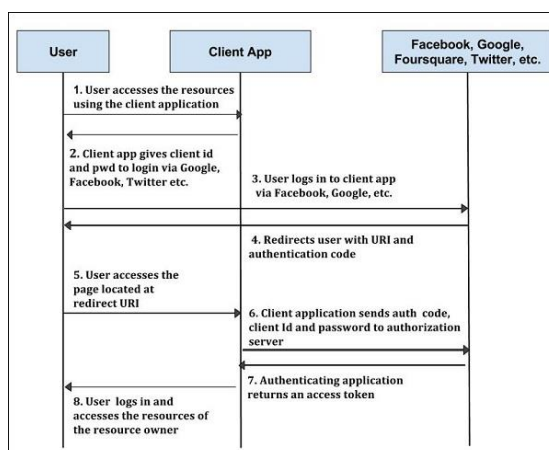 User
Client App
Facebook, Google,
Foursquare, Twitter, etc.
1. User accesses the resources
using the client application
2. Client app gives client id
and pwd to login via Google,
Facebook, Twitter etc.
3. User logs in to client app
via Facebook, Google, etc.
4. Redirects user with URI and
authentication code
5. User accesses the
page located at
redirect URI
6. Client application sends auth code,
client Id and password to authorization
server
7. Authenticating application
returns an access token
8. User logs in and
accesses the resources of
the resource owner